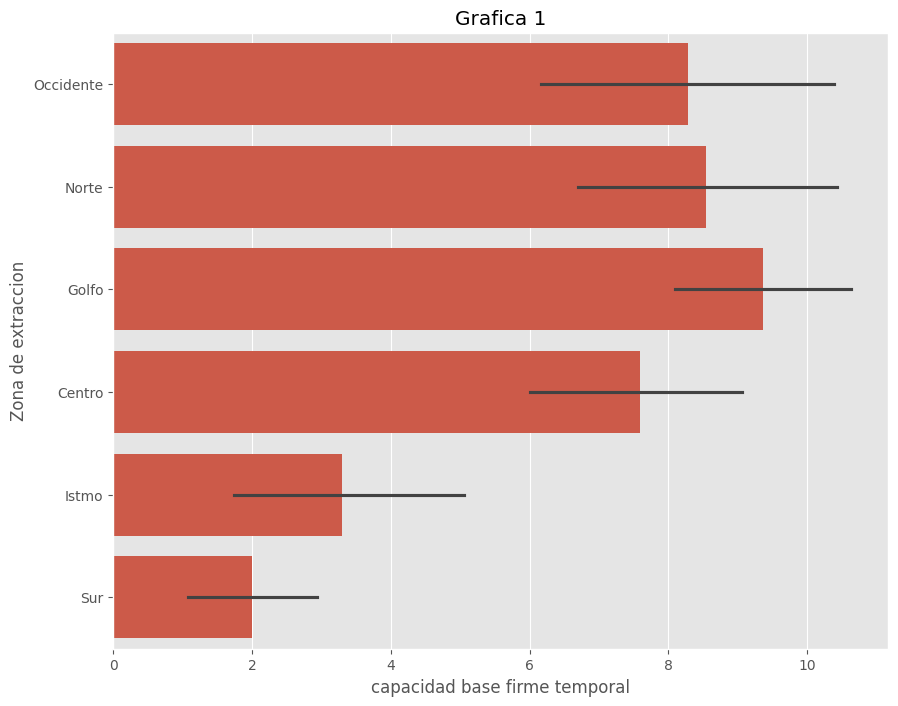 Grafica 1
Zona de extraccion
Occidente
Norte
Golfo
Centro
Istmo
Sur
0 2 4 6 8 10
capacidad base firme temporal